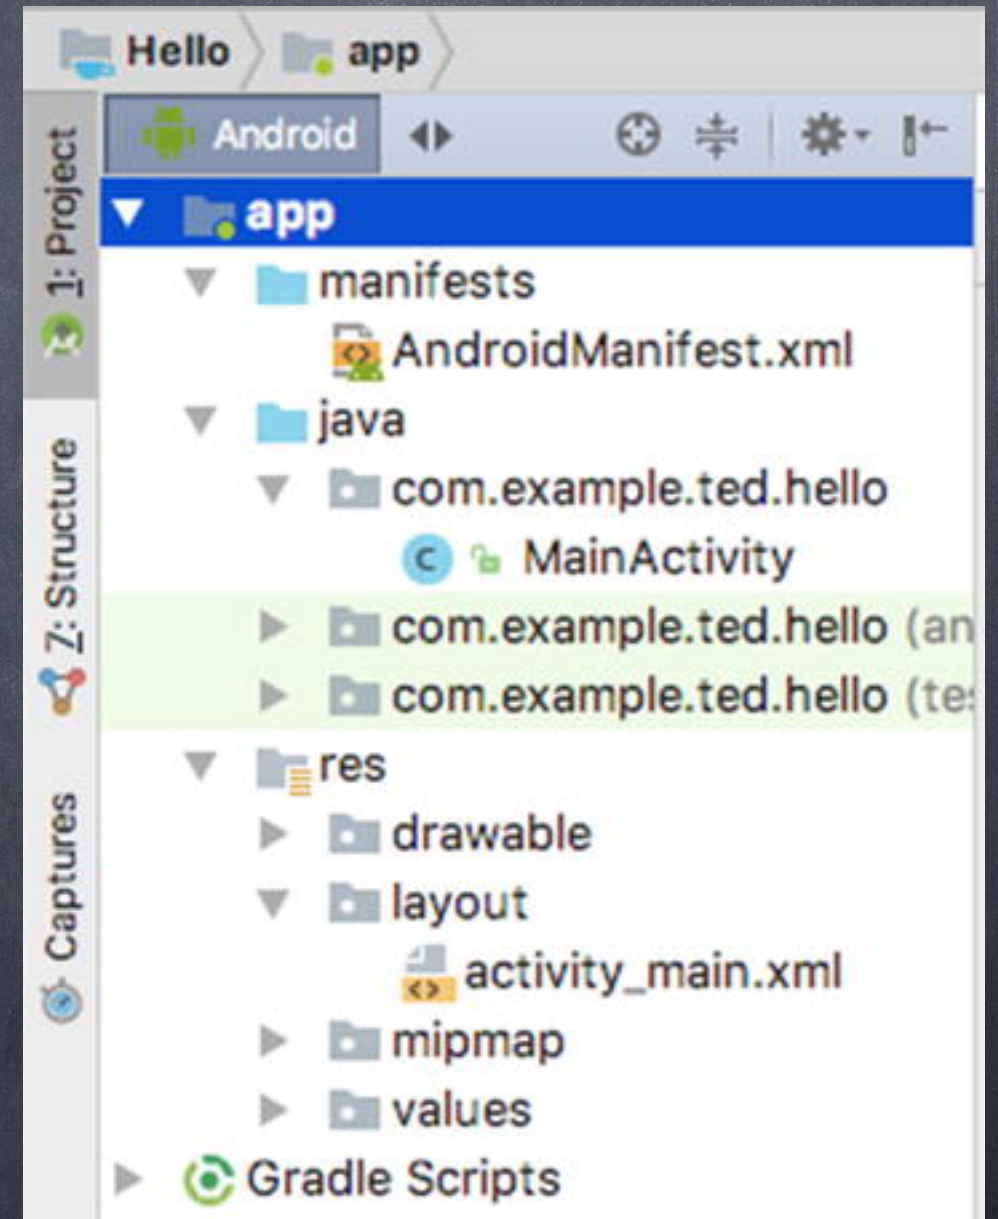 Hello app
Android
1: Project
app
manifests
AndroidManifest.xml
java
com.example.ted.hello
C MainActivity
com.example.ted.hello (an
com.example.ted.hello (te
Z: Structure
res
drawable
layout
activity_main.xml
mipmap
values
Captures
Gradle Scripts